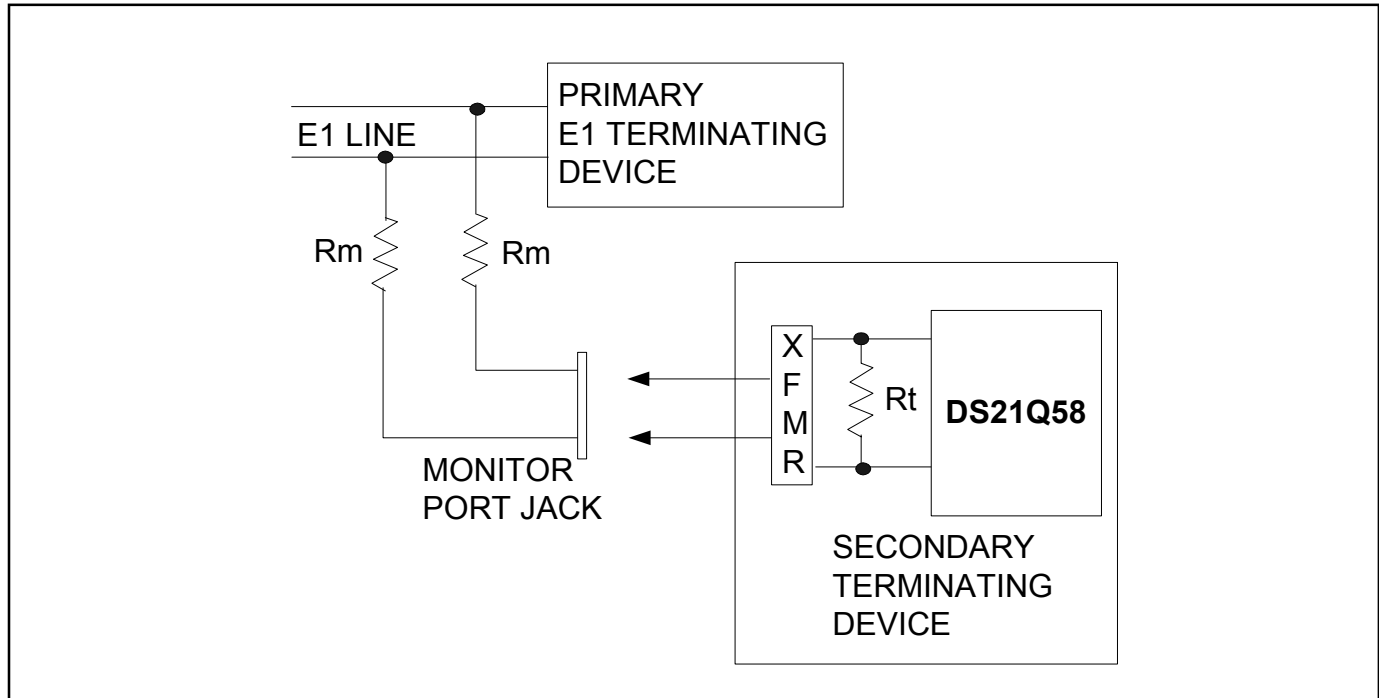 PRIMARY
E1 TERMINATING
DEVICE
E1 LINE
Rm
Rm
MONITOR
PORT JACK
X
F
M
R
Rt
DS21Q58
SECONDARY
TERMINATING
DEVICE